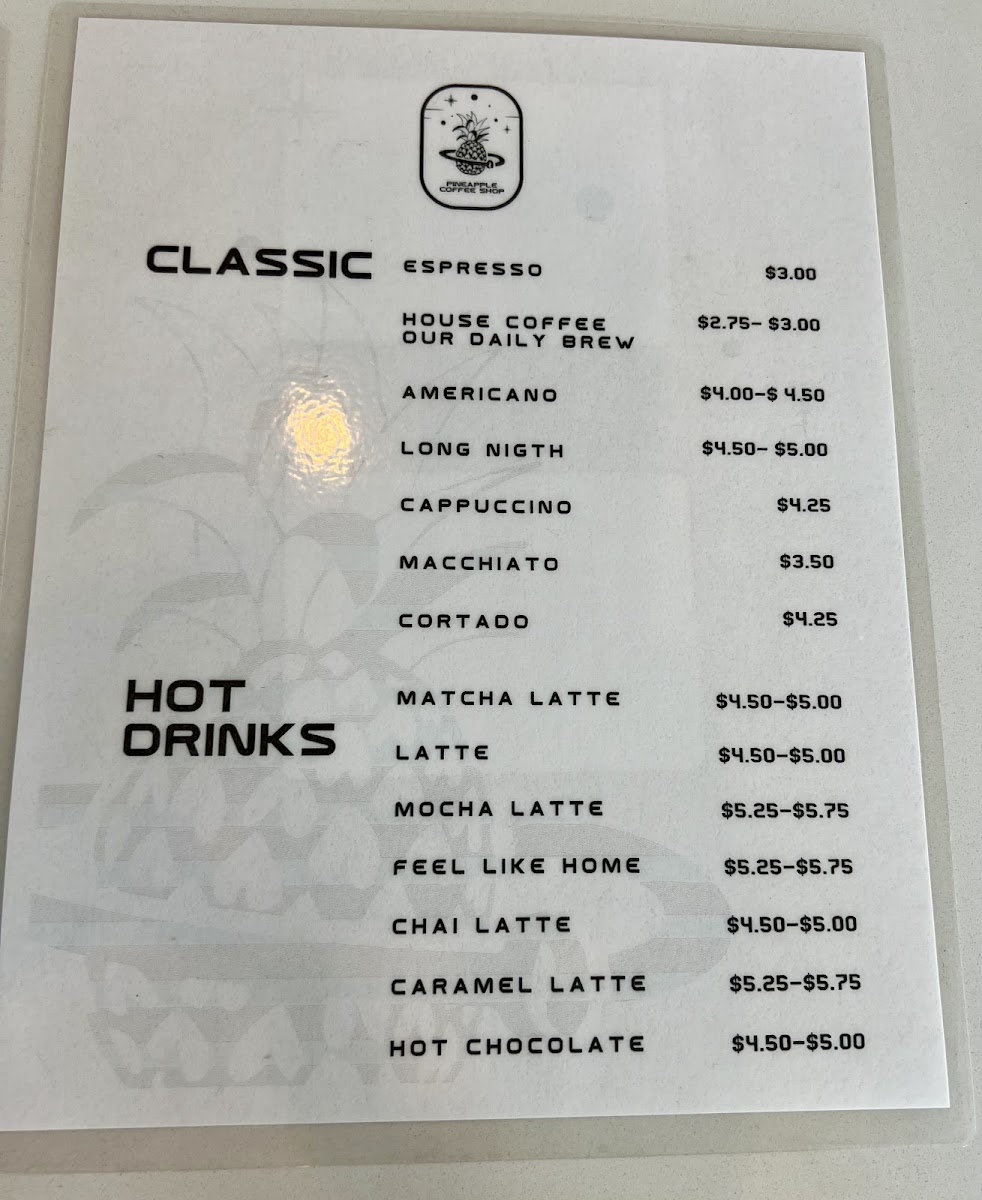 PINEAPPLE
COFFEE SHOP
CLASSIC
ESPRESSO $3.00
HOUSE COFFEE $2.75– $3.00
OUR DAILY BREW
AMERICANO $4.00–$ 4.50
LONG NIGTH $4.50– $5.00
CAPPUCCINO $4.25
MACCHIATO $3.50
CORTADO $4.25
HOT
DRINKS
MATCHA LATTE $4.50–$5.00
LATTE $4.50–$5.00
MOCHA LATTE $5.25–$5.75
FEEL LIKE HOME $5.25–$5.75
CHAI LATTE $4.50–$5.00
CARAMEL LATTE $5.25–$5.75
HOT CHOCOLATE $4.50–$5.00